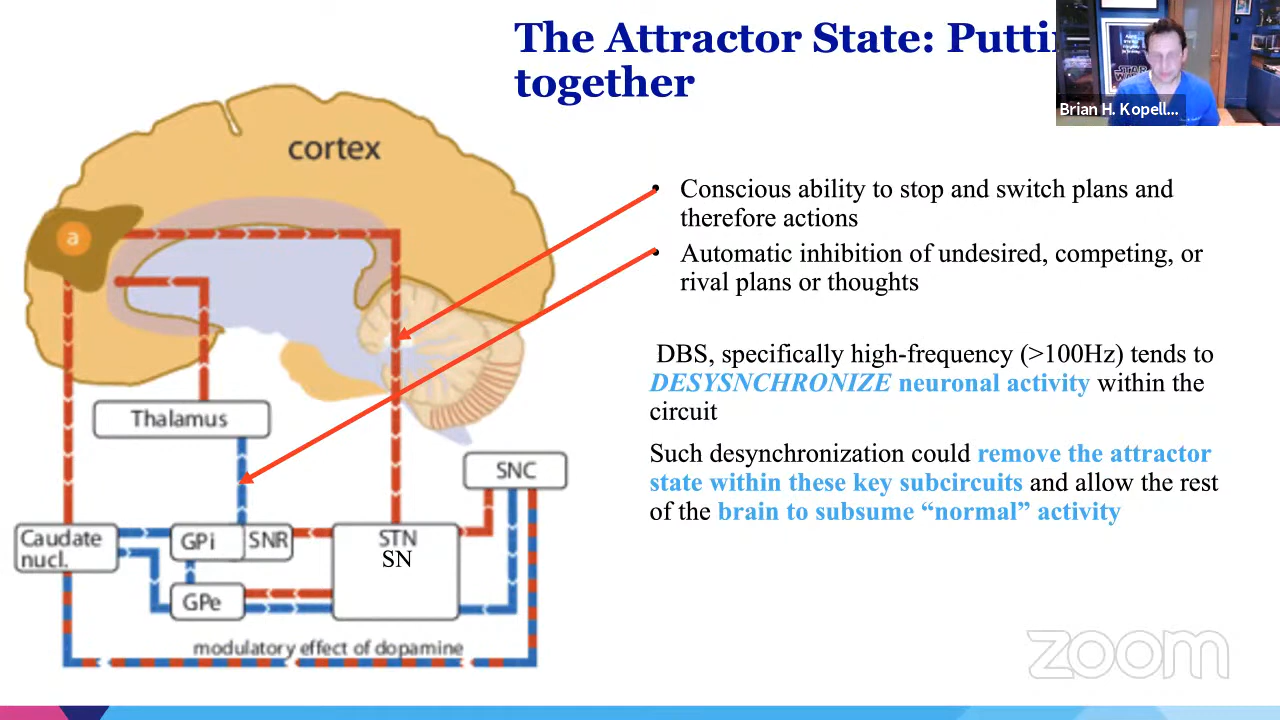 The Attractor State: Putti
together
Brian H. Kopell...
cortex
a
• Conscious ability to stop and switch plans and
therefore actions
• Automatic inhibition of undesired, competing, or
rival plans or thoughts
DBS, specifically high-frequency (>100Hz) tends to
DESYSNCHRONIZE neuronal activity within the
circuit
Such desynchronization could remove the attractor
state within these key subcircuits and allow the rest
of the brain to subsume “normal” activity
Thalamus
SNC
Caudate
nucl.
GPi
SNR
STN
SN
GPe
modulatory effect of dopamine
zoom